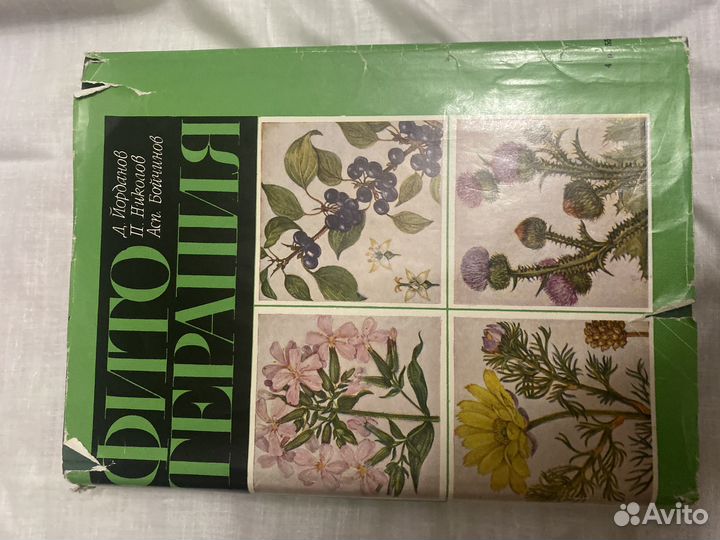 Д. Йорданов
П. Николов
Асп. Бойчинов
ФИТО
ТЕРАПИЯ
Avito